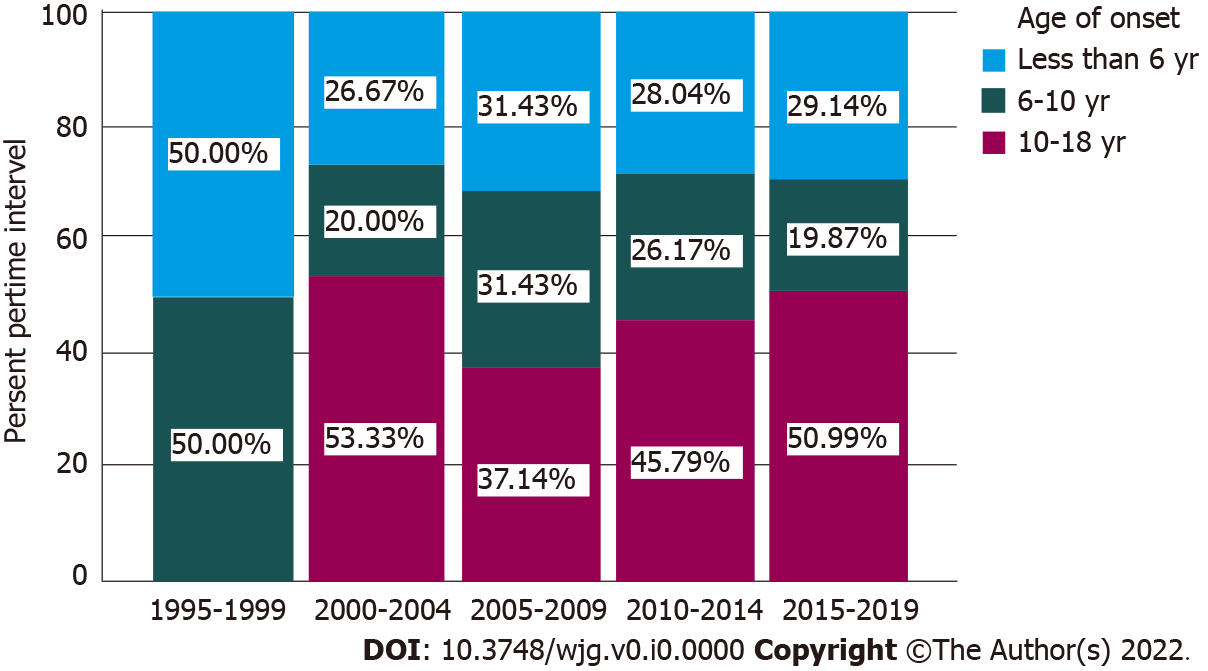 Persent pertime intervel
100
80
60
40
20
0
50.00%
50.00%
26.67%
20.00%
53.33%
31.43%
31.43%
37.14%
28.04%
26.17%
45.79%
29.14%
19.87%
50.99%
1995-1999 2000-2004 2005-2009 2010-2014 2015-2019
Age of onset
Less than 6 yr
6-10 yr
10-18 yr
DOI: 10.3748/wjg.v0.i0.0000 Copyright ©The Author(s) 2022.